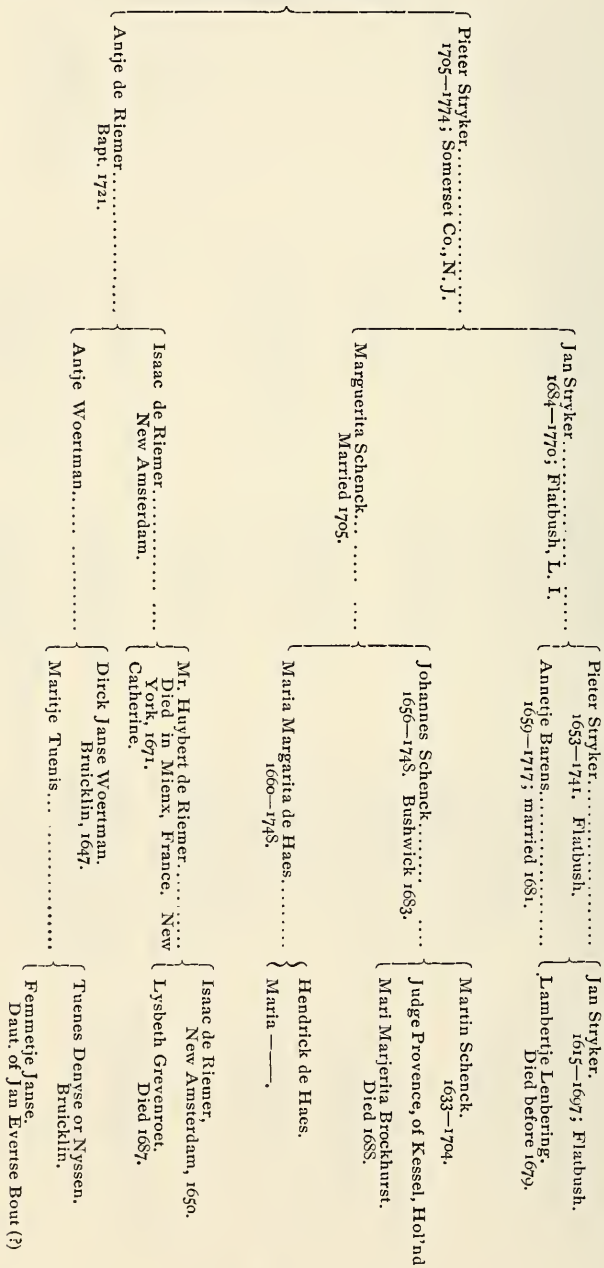 Pieter Stryker......................
1705—1774; Somerset Co., N. J.
Antje de Riemer..................
Bapt. 1721.
Jan Stryker............... ......
1684—1770; Flatbush, L. I.
Marguerita Schenck... ..... ....
Married 1705.
Isaac de Riemer............. ....
New Amsterdam.
Antje Woertman...... ...........
Pieter Stryker..............
1653—1741. Flatbush.
Annetje Barens..............
1659—1717; married 1681.
Johannes Schenck........ ....
1656—1748. Bushwick 1683.
Maria Margarita de Haes.........
1660—1748.
Mr. Huybert de Riemer..........
Died in Mienx, France. New
York, 1671.
Catherine.
Dirck Janse Woertman.
Bruicklin, 1647.
Maritje Tuenis... ..............
Jan Stryker.
1615—1697; Flatbush.
Lambertje Lenbering.
Died before 1679.
Martin Schenck.
1633—1704.
Judge Provence, of Kessel, Hol'nd
Mari Marjerita Brockhurst.
Died 1688.
Hendrick de Haes.
Maria ——.
Isaac de Riemer,
New Amsterdam, 1650.
Lysbeth Grevenroet.
Died 1687.
Tuenes Denyse or Nyssen.
Bruicklin.
Femmetje Janse.
Daut. of Jan Evertse Bout (?)